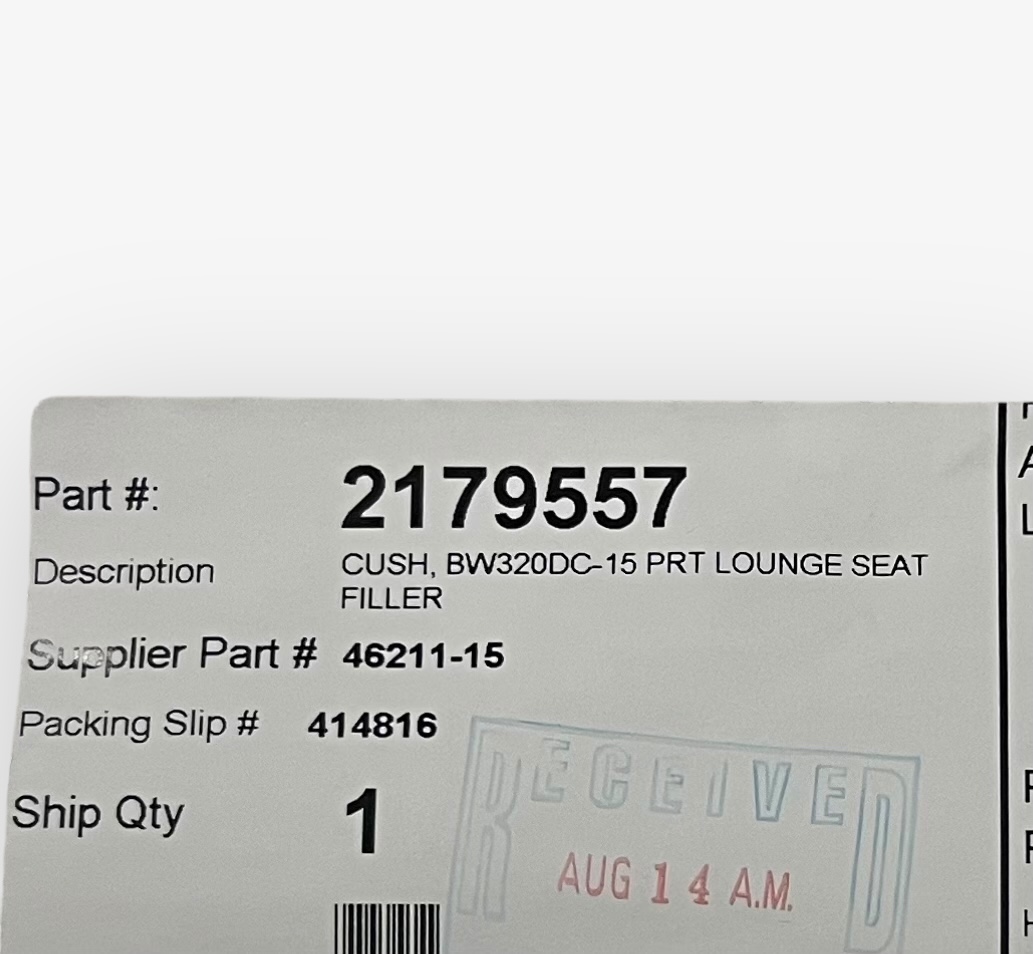 Part #: 2179557
Description CUSH, BW320DC-15 PRT LOUNGE SEAT
FILLER
Supplier Part # 46211-15
Packing Slip # 414816
Ship Qty 1
RECEIVED
AUG 14 A.M.